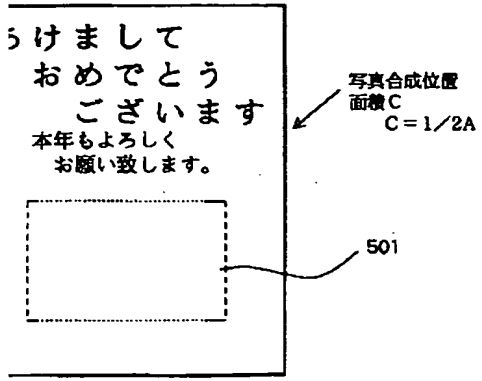 うけまして
おめでとう
ございます
本年もよろしく
お願い致します。
写真合成位置
面積C
C=1/2A
501